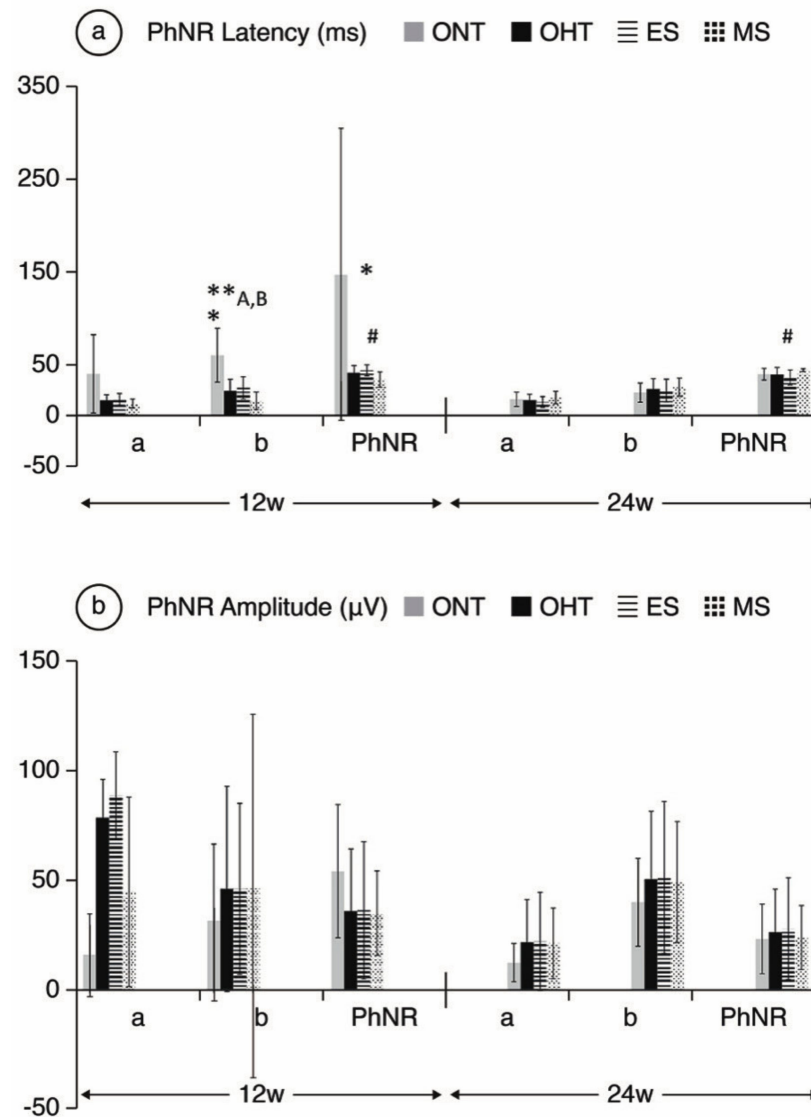 a PhNR Latency (ms) ONT OHT ES MS
350
250
150
50
0
-50
**A,B
*
*
#
#
a b PhNR a b PhNR
12w 24w
b PhNR Amplitude (μV) ONT OHT ES MS
150
100
50
0
-50
a b PhNR a b PhNR
12w 24w